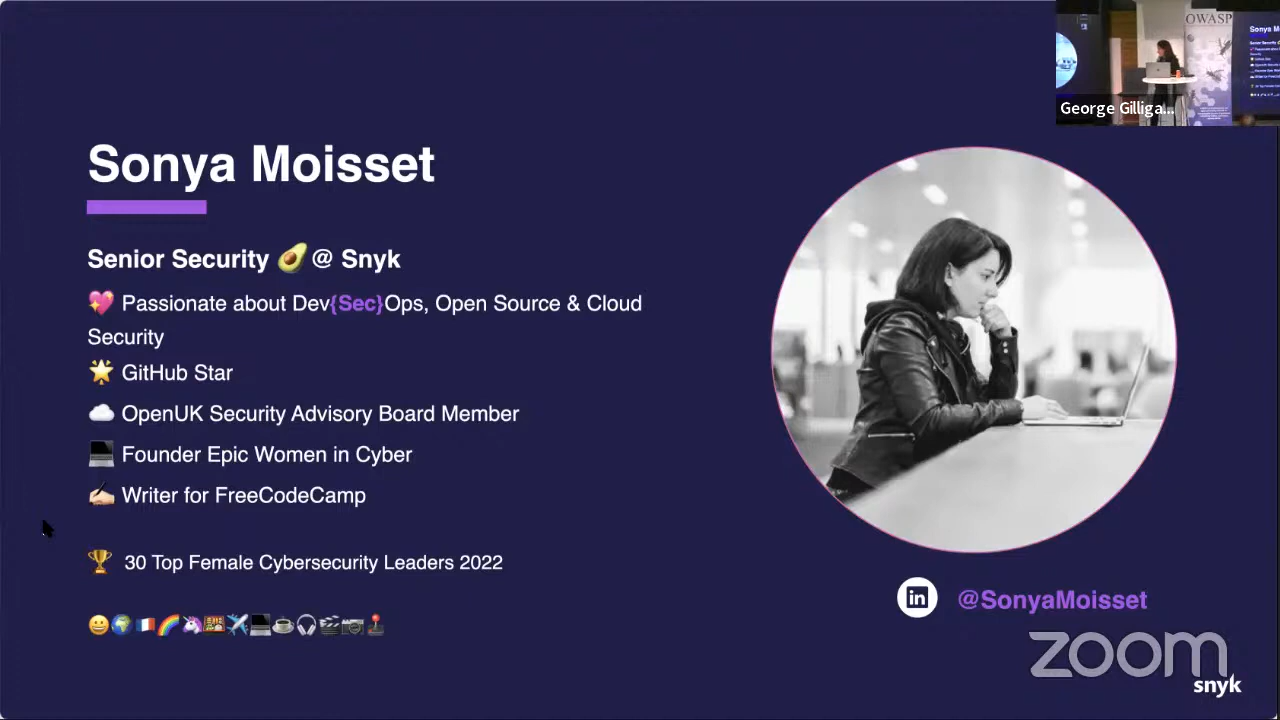 OWASP
Sonya M
George Gilliga...
Sonya Moisset
Senior Security 🥑 @ Snyk
💖 Passionate about Dev{Sec}Ops, Open Source & Cloud
Security
🌟 GitHub Star
☁️ OpenUK Security Advisory Board Member
💻 Founder Epic Women in Cyber
✍🏻 Writer for FreeCodeCamp
🏆 30 Top Female Cybersecurity Leaders 2022
in @SonyaMoisset
zoom
snyk